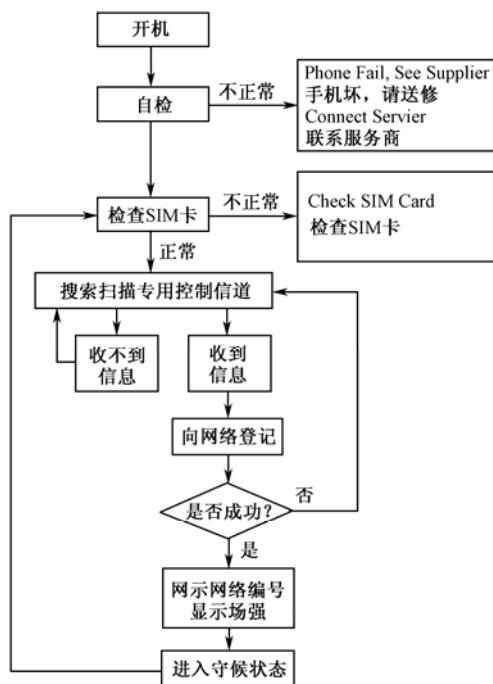 开机
自检
不正常
Phone Fail, See Supplier
手机坏，请送修
Connect Servier
联系服务商
检查SIM卡
不正常
Check SIM Card
检查SIM卡
正常
搜索扫描专用控制信道
收不到
信息
收到
信息
向网络登记
是否成功？
否
是
网示网络编号
显示场强
进入守候状态